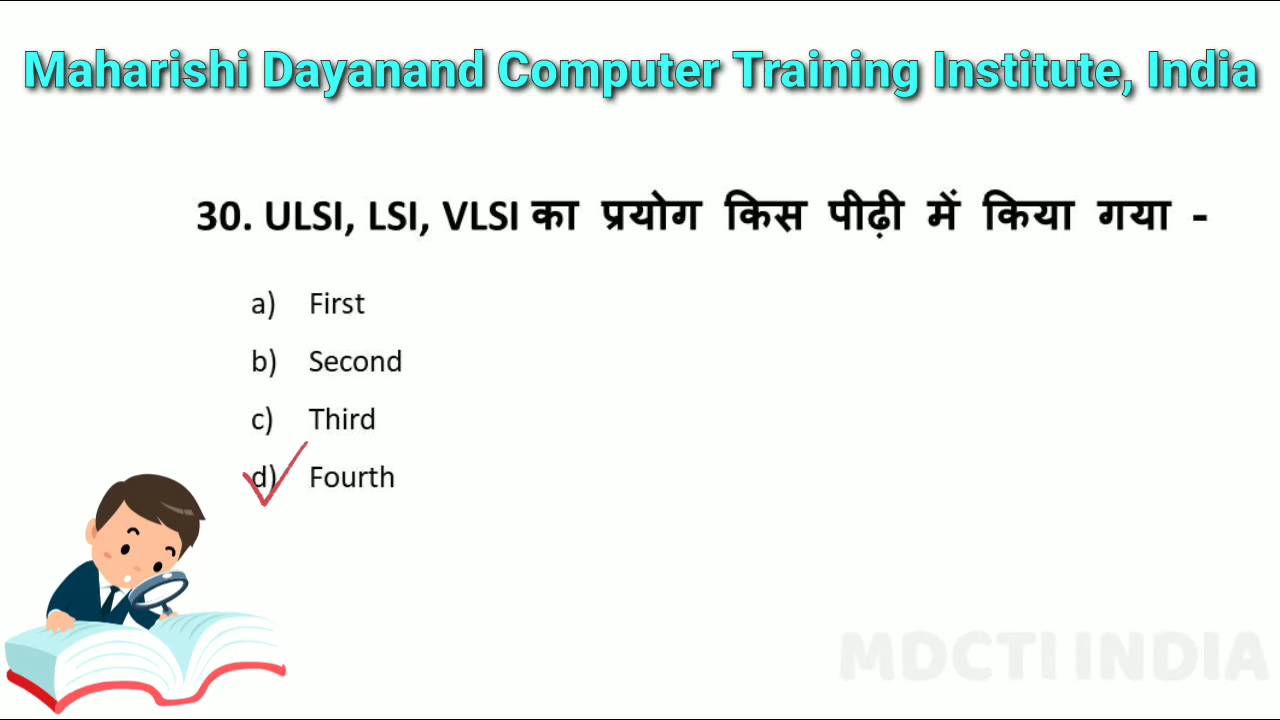 Maharishi Dayanand Computer Training Institute, India
30. ULSI, LSI, VLSI का प्रयोग किस पीढ़ी में किया गया -
a) First
b) Second
c) Third
d) Fourth
MDCTI INDIA